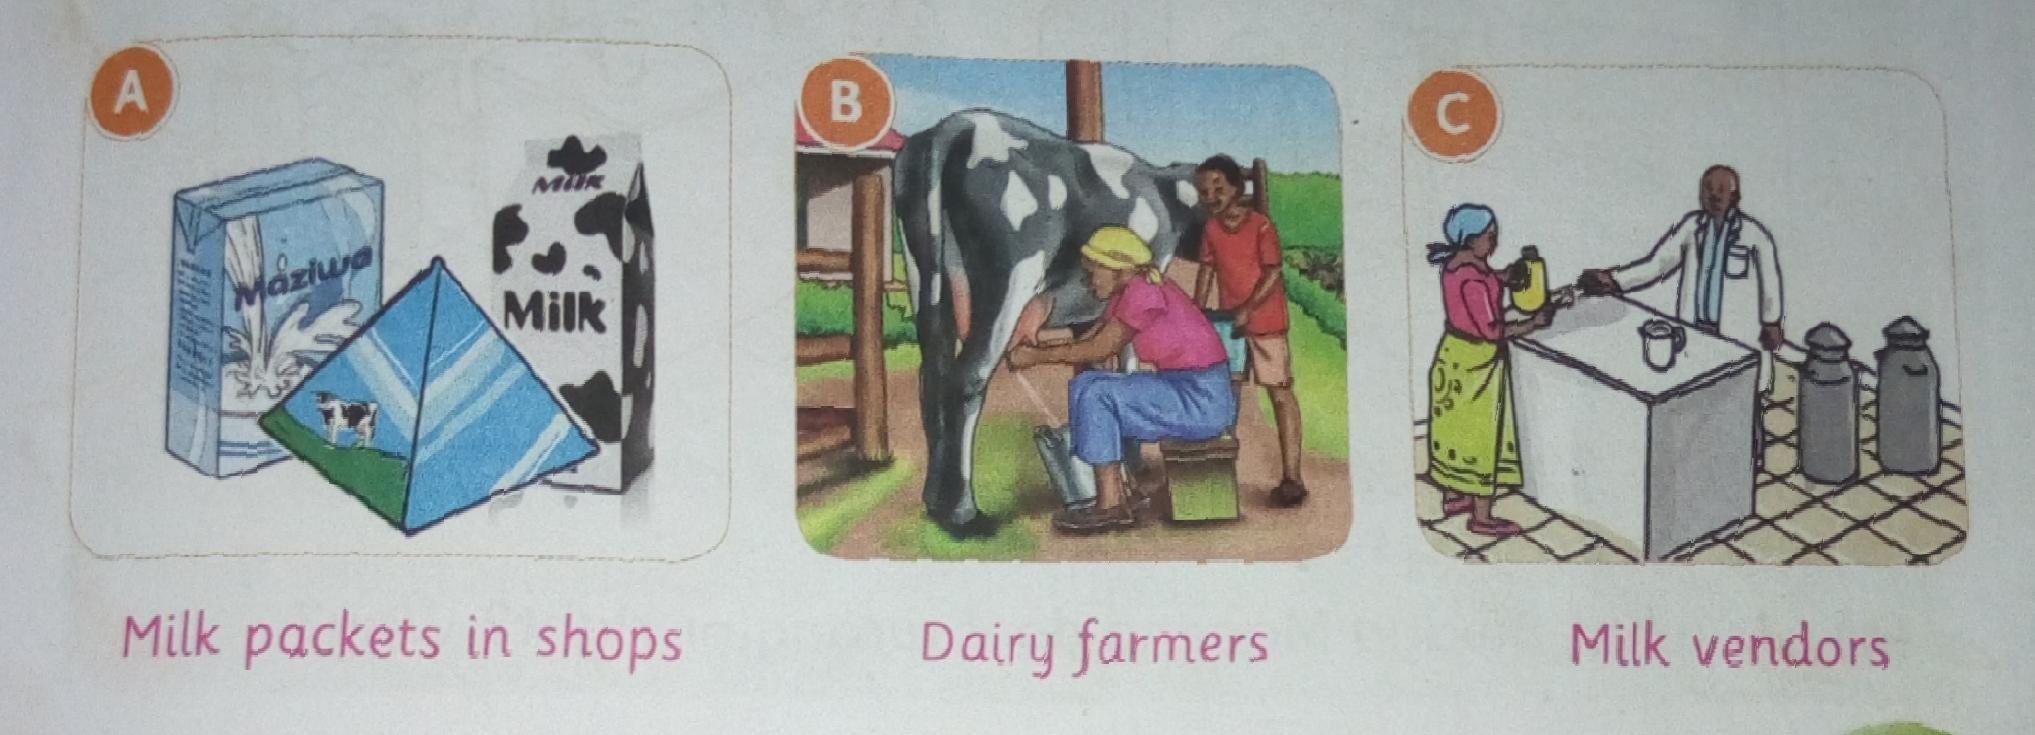 A
B
C
Milk
Maziwa
Milk
Milk packets in shops
Dairy farmers
Milk vendors